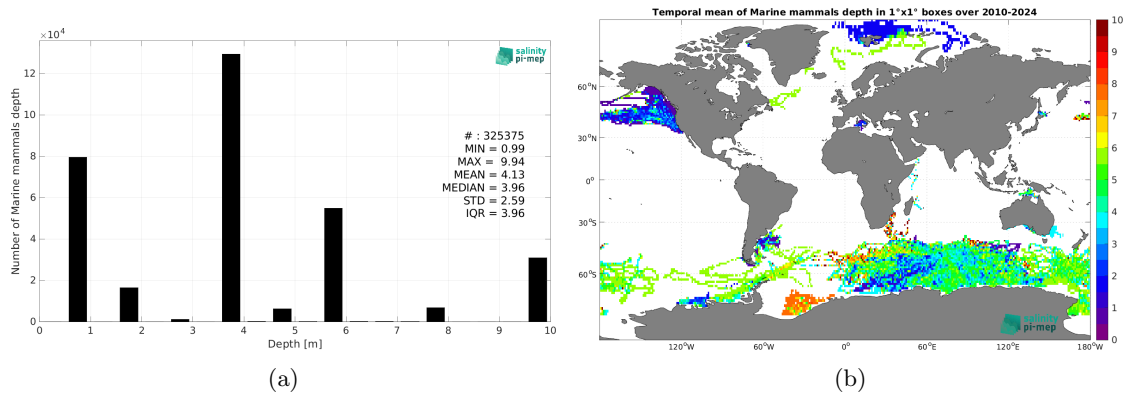 ×10⁴
12
10
8
6
4
2
0
0 1 2 3 4 5 6 7 8 9 10
Number of Marine mammals depth
Depth [m]
salinity
pi-mep
# : 325375
MIN = 0.99
MAX = 9.94
MEAN = 4.13
MEDIAN = 3.96
STD = 2.59
IQR = 3.96
(a)
Temporal mean of Marine mammals depth in 1°x1° boxes over 2010-2024
60°N
30°N
0°
30°S
60°S
120°W 60°W 0° 60°E 120°E 180°W
salinity
pi-mep
10
9
8
7
6
5
4
3
2
1
0
(b)